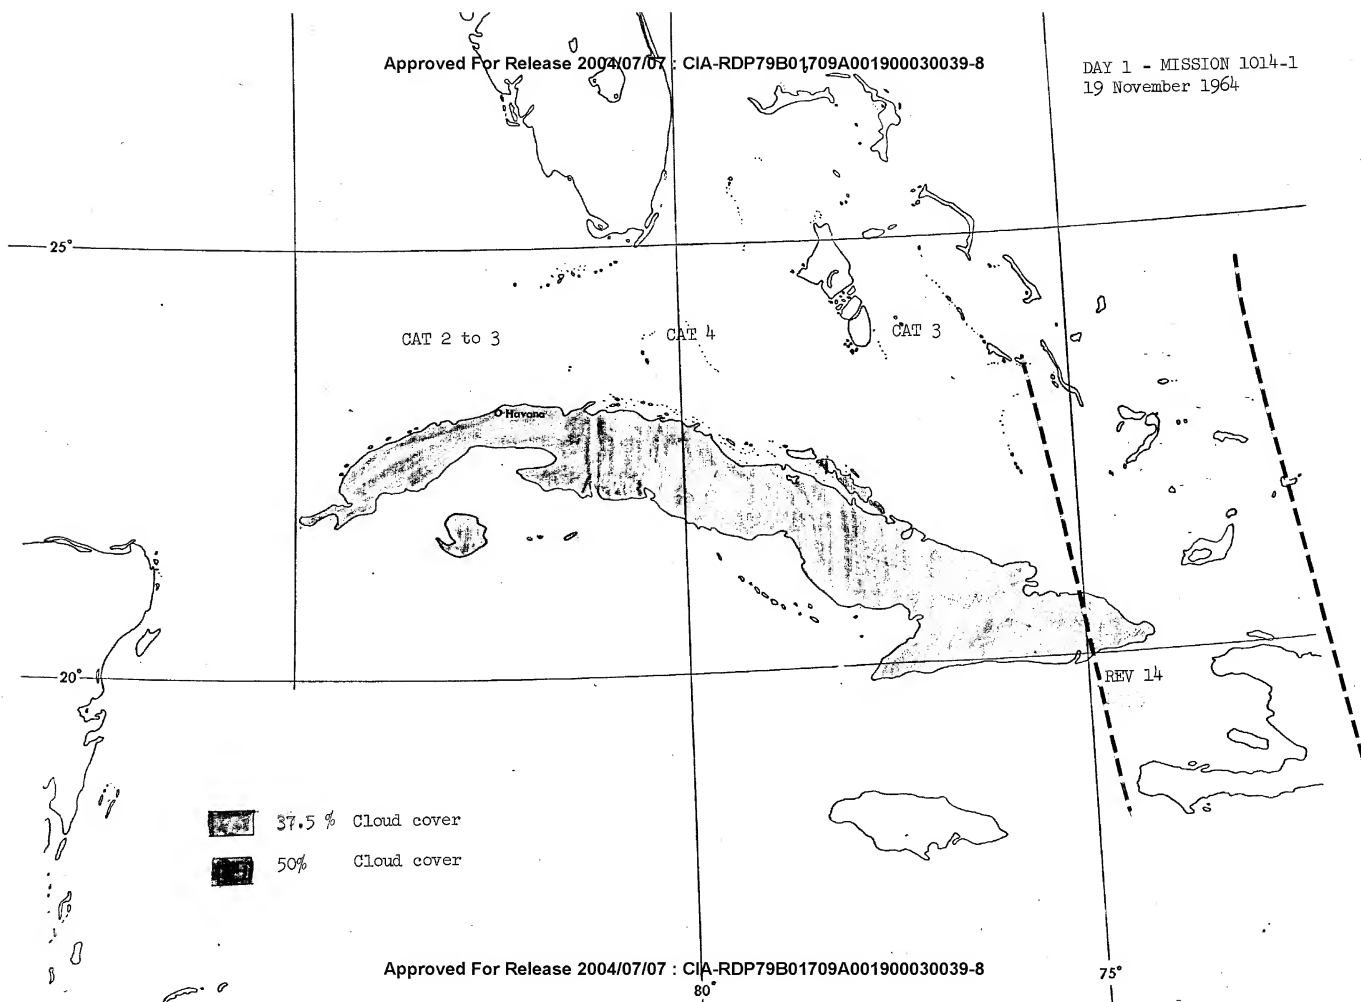 Approved For Release 2004/07/07 : CIA-RDP79B01709A001900030039-8
DAY 1 - MISSION 1014-1
19 November 1964
25°
CAT 2 to 3
CAT 4
CAT 3
Havana
20°
REV 14
37.5 % Cloud cover
50% Cloud cover
Approved For Release 2004/07/07 : CIA-RDP79B01709A001900030039-8
80°
75°